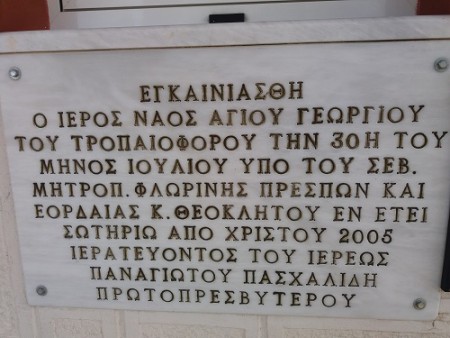 ΕΓΚΑΙΝΙΑΣΘΗ
Ο ΙΕΡΟΣ ΝΑΟΣ ΑΓΙΟΥ ΓΕΩΡΓΙΟΥ
ΤΟΥ ΤΡΟΠΑΙΟΦΟΡΟΥ ΤΗΝ 30Η ΤΟΥ
ΜΗΝΟΣ ΙΟΥΛΙΟΥ ΥΠΟ ΤΟΥ ΣΕΒ.
ΜΗΤΡΟΠ. ΦΛΩΡΙΝΗΣ ΠΡΕΣΠΩΝ ΚΑΙ
ΕΟΡΔΑΙΑΣ Κ. ΘΕΟΚΛΗΤΟΥ ΕΝ ΕΤΕΙ
ΣΩΤΗΡΙΩ ΑΠΟ ΧΡΙΣΤΟΥ 2005
ΙΕΡΑΤΕΥΟΝΤΟΣ ΤΟΥ ΙΕΡΕΩΣ
ΠΑΝΑΓΙΩΤΟΥ ΠΑΣΧΑΛΙΔΗ
ΠΡΩΤΟΠΡΕΣΒΥΤΕΡΟΥ